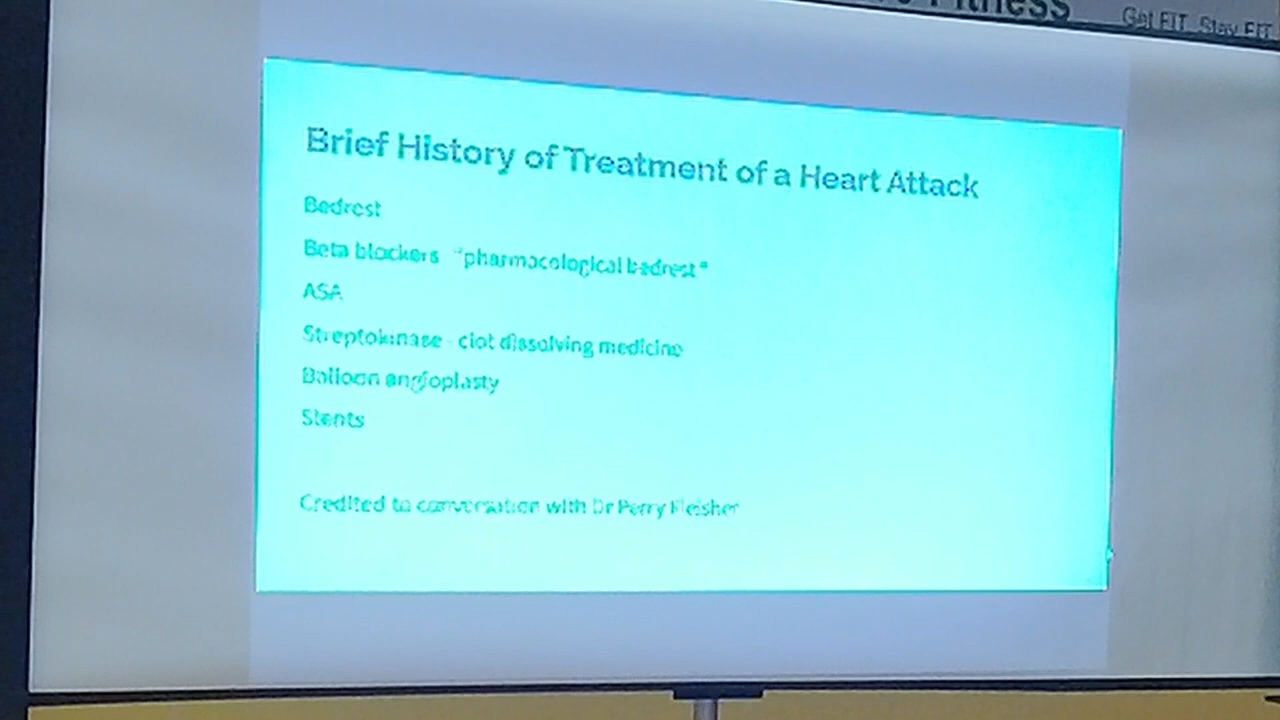 Fitness
Get FIT Stay FIT
Brief History of Treatment of a Heart Attack
Bedrest
Beta blockers "pharmacological bedrest"
ASA
Streptokinase - clot dissolving medicine
Balloon angioplasty
Stents
Credited to conversation with Dr Perry Fleisher